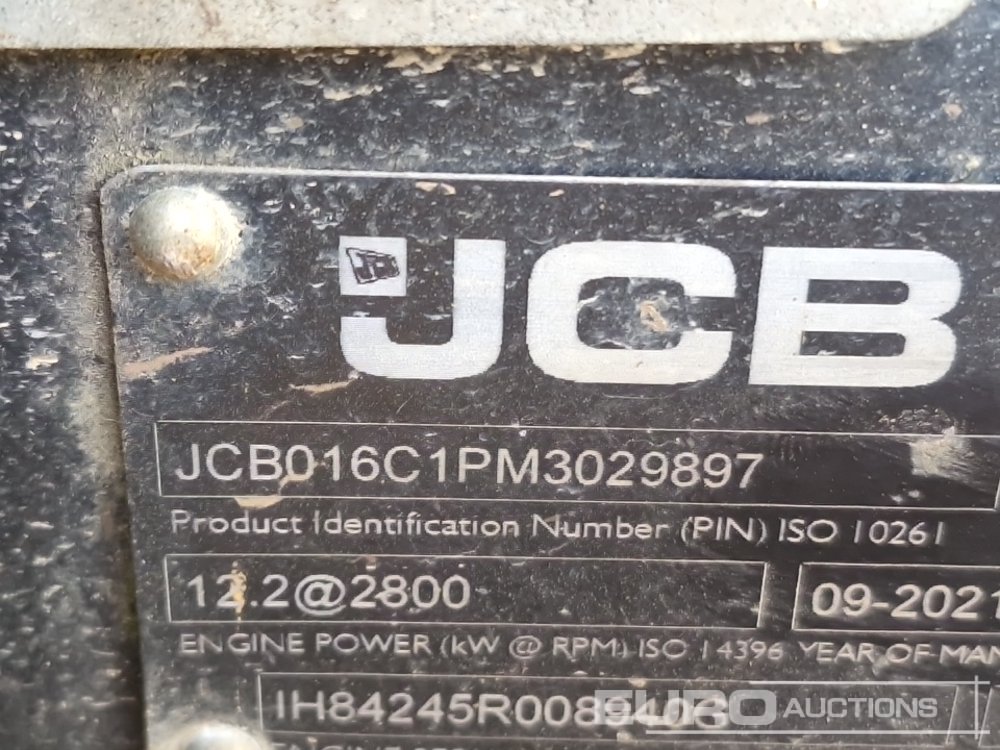 JCB
JCB016C1PM3029897
Product Identification Number (PIN) ISO 10261
12.2@2800
09-2021
ENGINE POWER (kW @ RPM) ISO 14396 YEAR OF MAN
EURO AUCTIONS